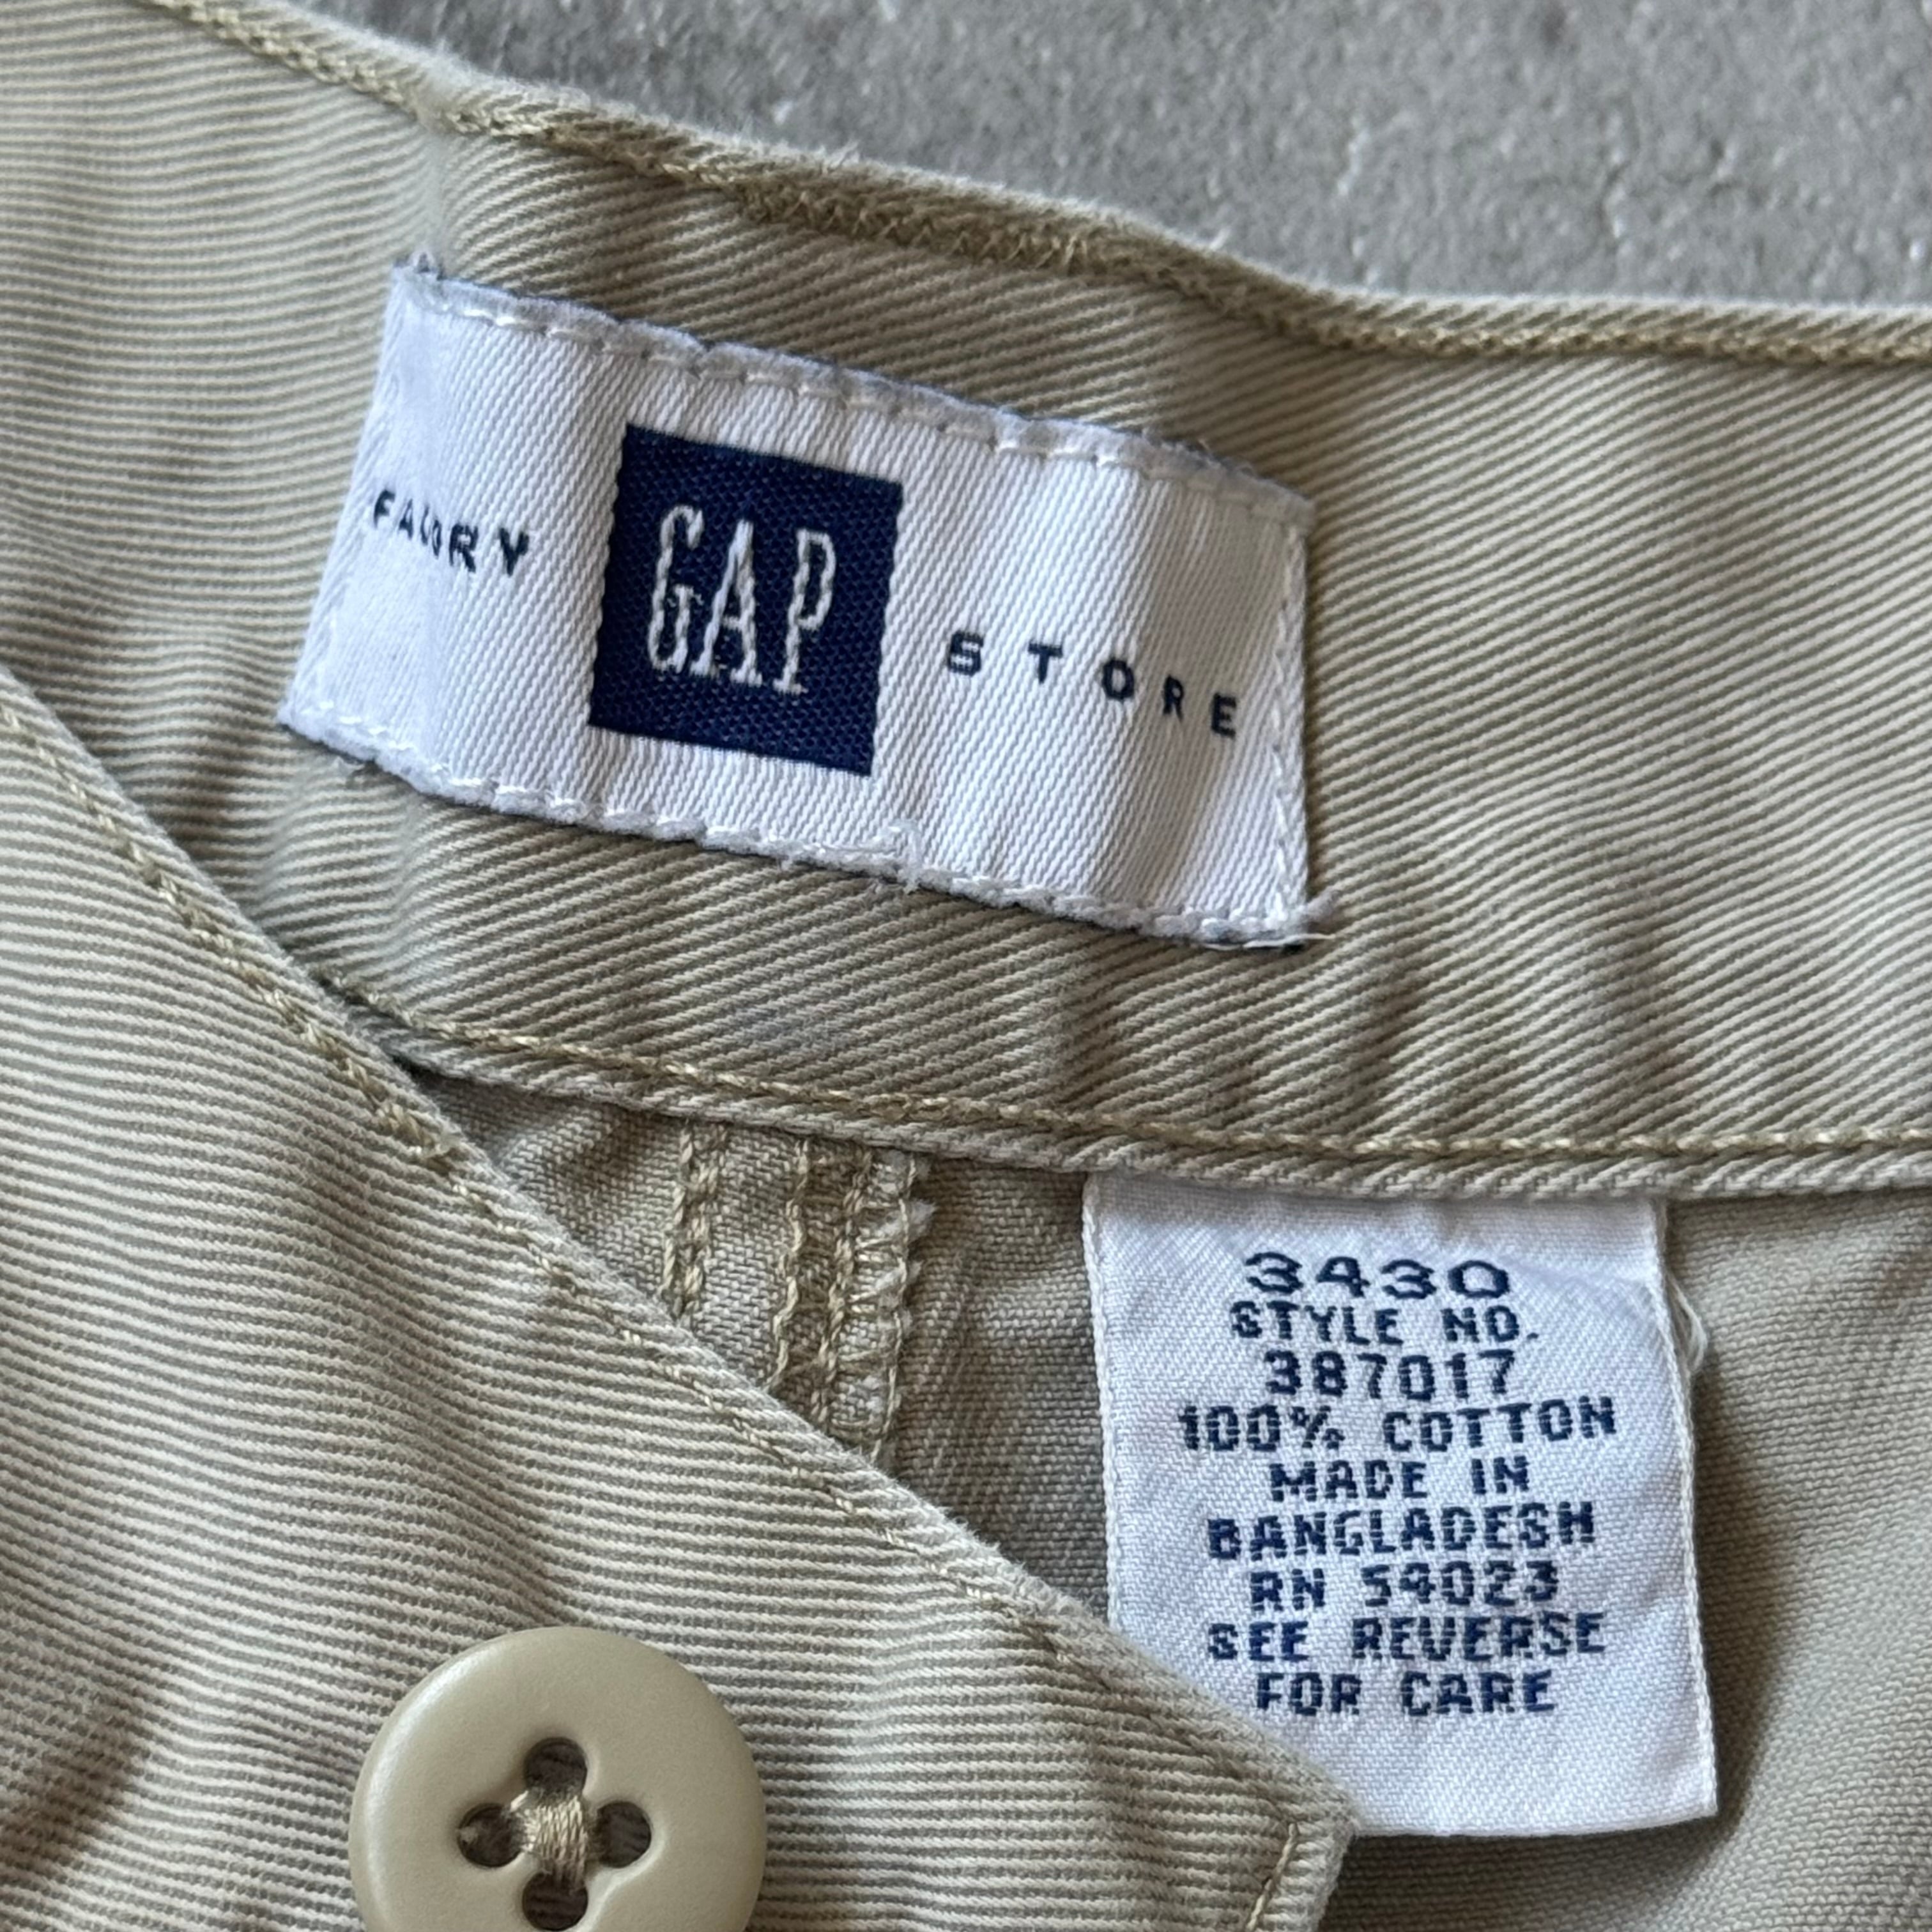 FACTORY GAP STORE
3430
STYLE NO.
387017
100% COTTON
MADE IN
BANGLADESH
RN 54023
SEE REVERSE
FOR CARE